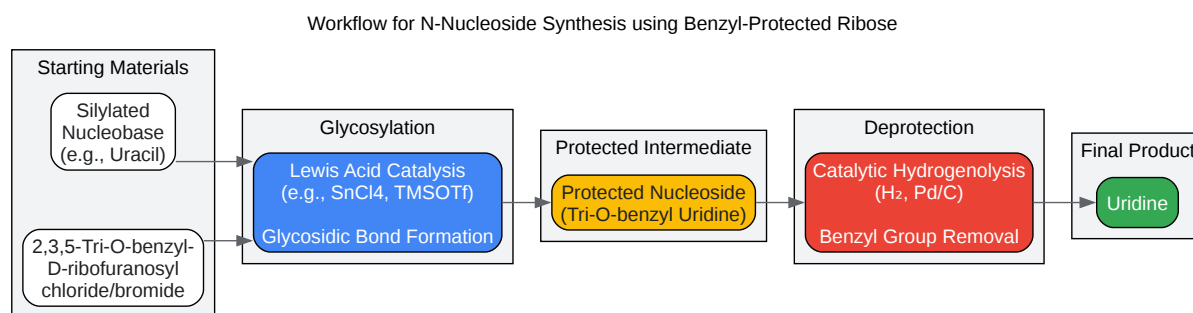 Workflow for N-Nucleoside Synthesis using Benzyl-Protected Ribose
Starting Materials
Silylated
Nucleobase
(e.g., Uracil)
2,3,5-Tri-O-benzyl-
D-ribofuranosyl
chloride/bromide
Glycosylation
Lewis Acid Catalysis
(e.g., SnCl4, TMSOTf)
Glycosidic Bond Formation
Protected Intermediate
Protected Nucleoside
(Tri-O-benzyl Uridine)
Deprotection
Catalytic Hydrogenolysis
(H₂, Pd/C)
Benzyl Group Removal
Final Product
Uridine